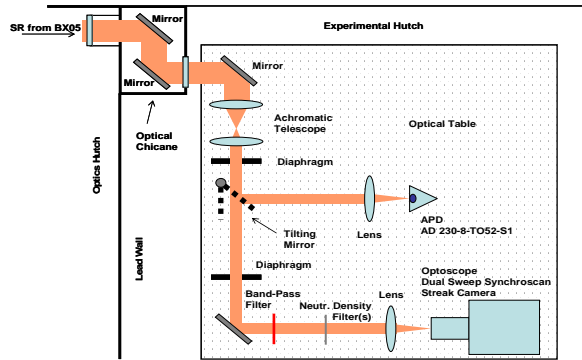 Experimental Hutch
Mirror
SR from BX05
Mirror
Mirror
Optical
Chicane
Achromatic
Telescope
Optical Table
Optics Hutch
Lead Wall
Diaphragm
Tilting
Mirror
Lens
APD
AD 230-8-TO52-S1
Diaphragm
Band-Pass
Filter
Neutr. Density
Filter(s)
Lens
Optoscope
Dual Sweep Synchroscan
Streak Camera